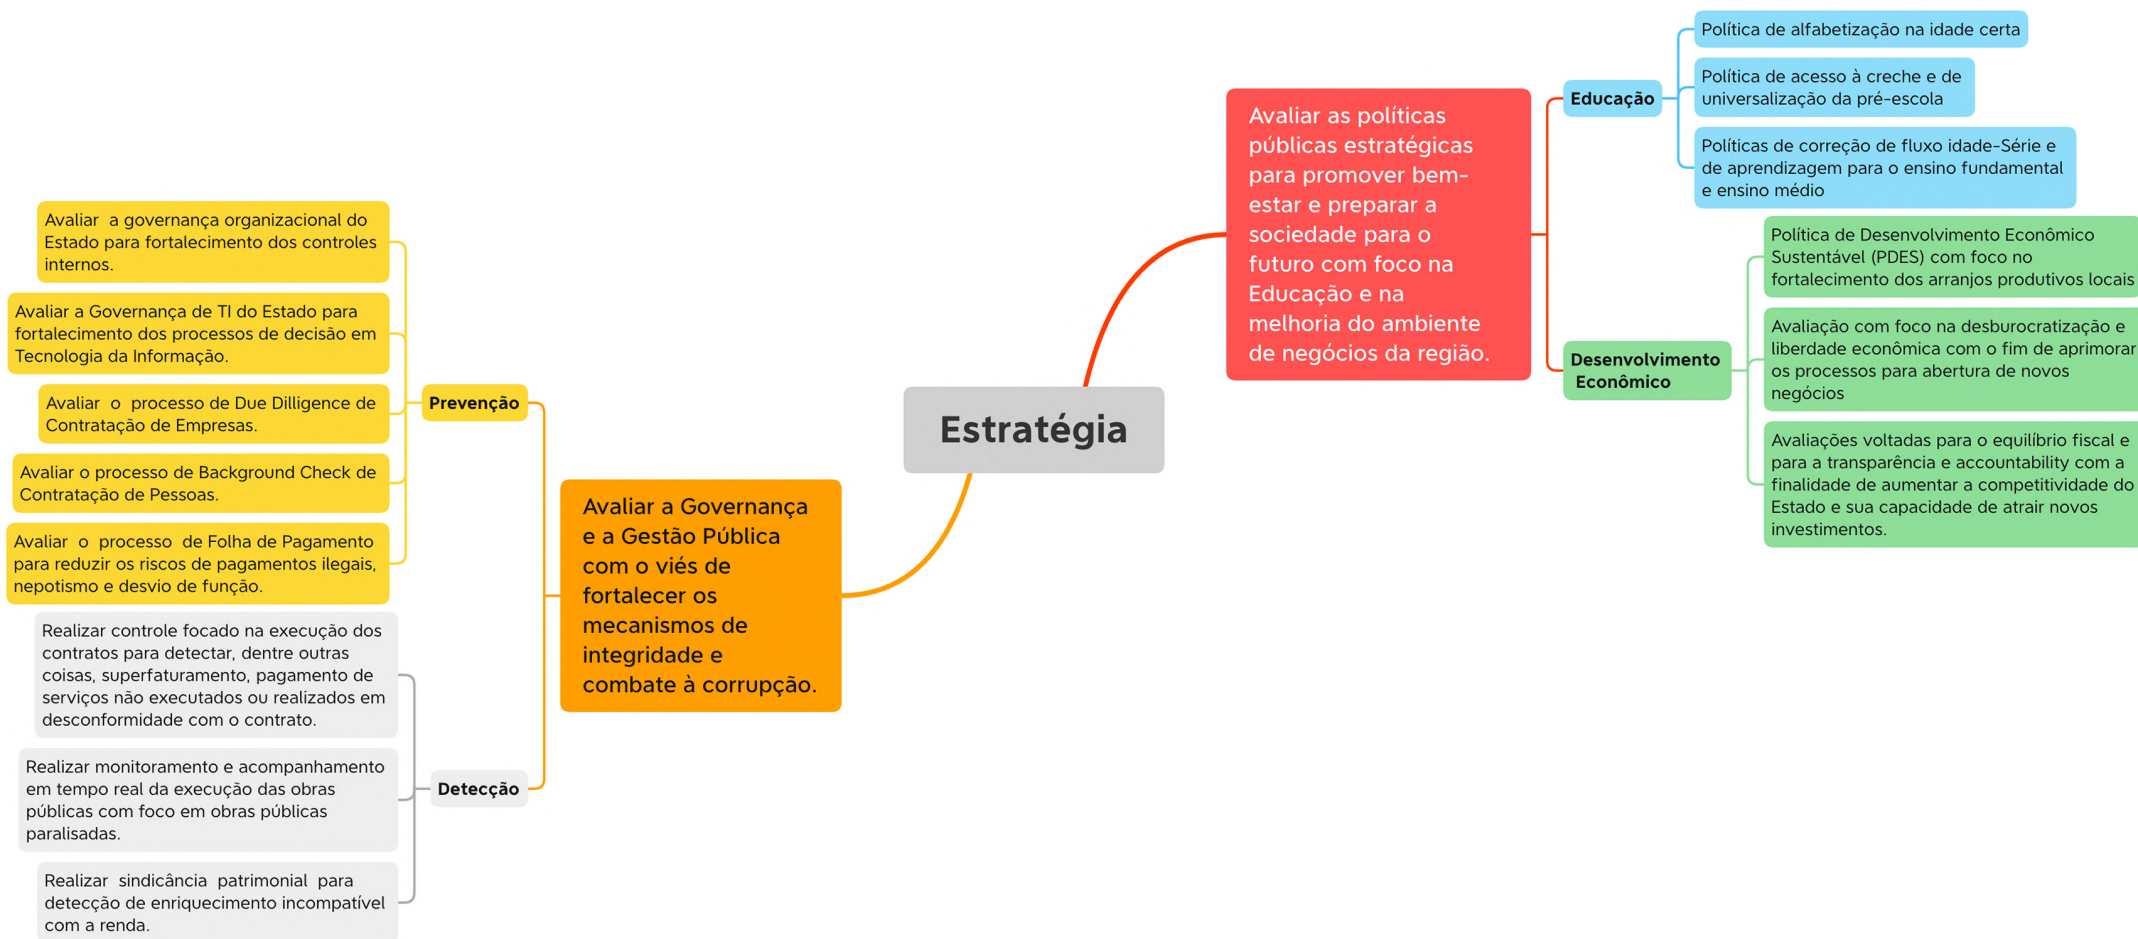 Estratégia
Avaliar as políticas
públicas estratégicas
para promover bem-
estar e preparar a
sociedade para o
futuro com foco na
Educação e na
melhoria do ambiente
de negócios da região.
Educação
Política de alfabetização na idade certa
Política de acesso à creche e de
universalização da pré-escola
Políticas de correção de fluxo idade-Série e
de aprendizagem para o ensino fundamental
e ensino médio
Desenvolvimento
Econômico
Política de Desenvolvimento Econômico
Sustentável (PDES) com foco no
fortalecimento dos arranjos produtivos locais
Avaliação com foco na desburocratização e
liberdade econômica com o fim de aprimorar
os processos para abertura de novos
negócios
Avaliações voltadas para o equilíbrio fiscal e
para a transparência e accountability com a
finalidade de aumentar a competitividade do
Estado e sua capacidade de atrair novos
investimentos.
Avaliar a Governança
e a Gestão Pública
com o viés de
fortalecer os
mecanismos de
integridade e
combate à corrupção.
Prevenção
Avaliar a governança organizacional do
Estado para fortalecimento dos controles
internos.
Avaliar a Governança de TI do Estado para
fortalecimento dos processos de decisão em
Tecnologia da Informação.
Avaliar o processo de Due Dilligence de
Contratação de Empresas.
Avaliar o processo de Background Check de
Contratação de Pessoas.
Avaliar o processo de Folha de Pagamento
para reduzir os riscos de pagamentos ilegais,
nepotismo e desvio de função.
Detecção
Realizar controle focado na execução dos
contratos para detectar, dentre outras
coisas, superfaturamento, pagamento de
serviços não executados ou realizados em
desconformidade com o contrato.
Realizar monitoramento e acompanhamento
em tempo real da execução das obras
públicas com foco em obras públicas
paralisadas.
Realizar sindicância patrimonial para
detecção de enriquecimento incompatível
com a renda.